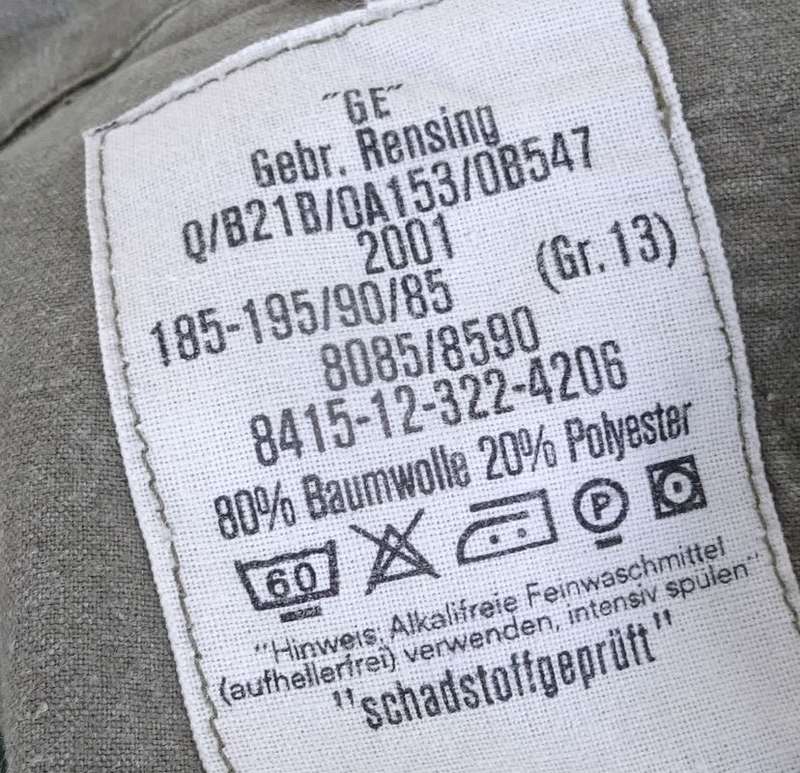 "GE"
Gebr. Rensing
Q/B21B/0A153/0B547
2001
185-195/90/85 (Gr.13)
8085/8590
8415-12-322-4206
80% Baumwolle 20% Polyester
60 P
"Hinweis: Alkalifreie Feinwaschmittel
(aufhellerfrei) verwenden, intensiv spülen"
"schadstoffgeprüft"